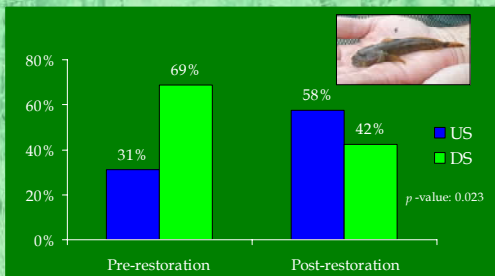 80%
60%
40%
20%
0%
31%
69%
58%
42%
US
DS
p -value: 0.023
Pre-restoration
Post-restoration